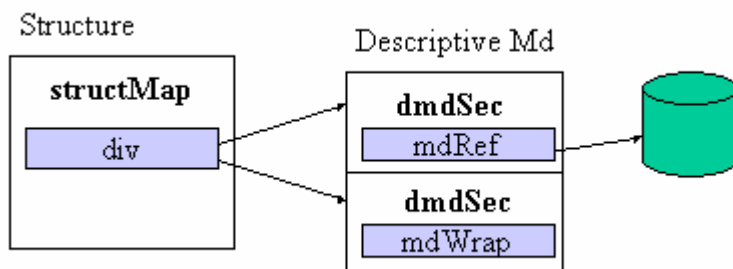 Structure
structMap
div
Descriptive Md
dmdSec
mdRef
dmdSec
mdWrap